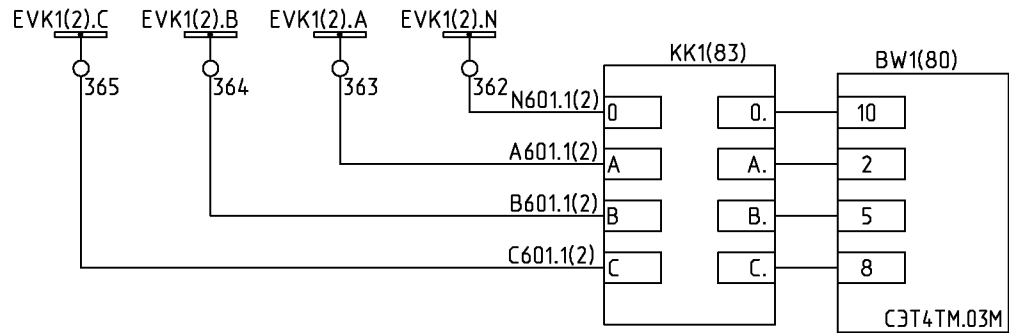 EVK1(2).C EVK1(2).B EVK1(2).A EVK1(2).N
KK1(83)
BW1(80)
365 364 363 362
N601.1(2) 0 0. 10
A601.1(2) A A. 2
B601.1(2) B B. 5
C601.1(2) C C. 8
СЭТ4ТМ.03М